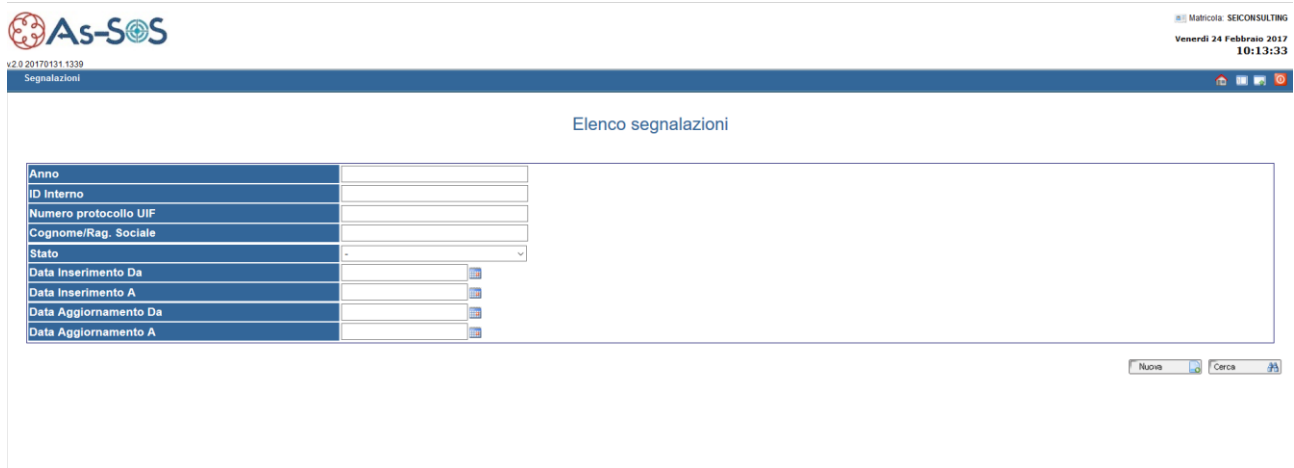 As-SOS
Matricola: SEICONSULTING
Venerdì 24 Febbraio 2017
10:13:33
v.2.0 20170131.1339
Segnalazioni
Elenco segnalazioni
Anno
ID Interno
Numero protocollo UIF
Cognome/Rag. Sociale
Stato -
Data Inserimento Da
Data Inserimento A
Data Aggiornamento Da
Data Aggiornamento A
Nuova Cerca